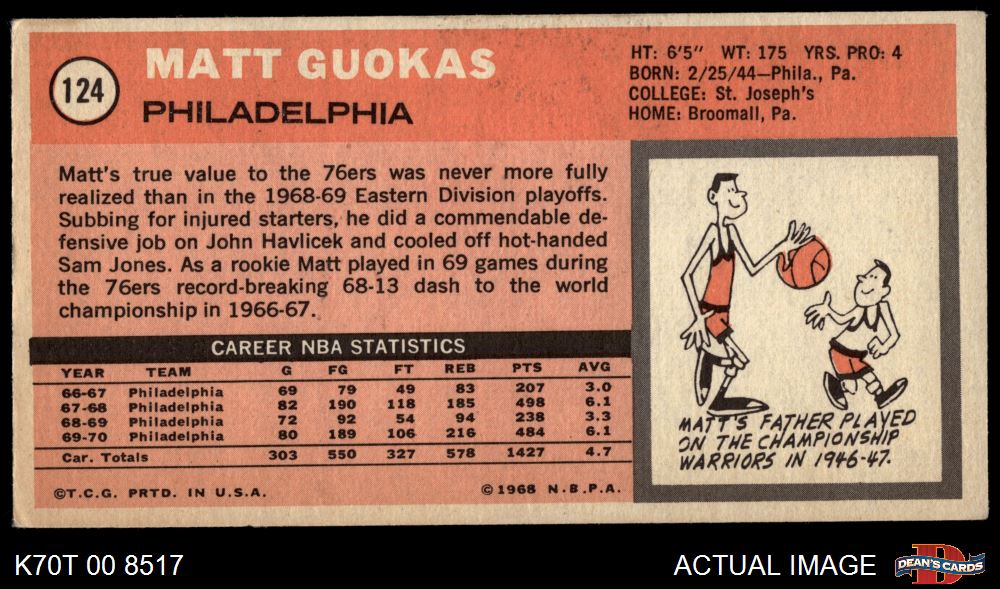 124
MATT GUOKAS
PHILADELPHIA
HT: 6'5" WT: 175 YRS. PRO: 4
BORN: 2/25/44—Phila., Pa.
COLLEGE: St. Joseph's
HOME: Broomall, Pa.
Matt's true value to the 76ers was never more fully
realized than in the 1968-69 Eastern Division playoffs.
Subbing for injured starters, he did a commendable de-
fensive job on John Havlicek and cooled off hot-handed
Sam Jones. As a rookie Matt played in 69 games during
the 76ers record-breaking 68-13 dash to the world
championship in 1966-67.
CAREER NBA STATISTICS
YEAR TEAM G FG FT REB PTS AVG
66-67 Philadelphia 69 79 49 83 207 3.0
67-68 Philadelphia 82 190 118 185 498 6.1
68-69 Philadelphia 72 92 54 94 238 3.3
69-70 Philadelphia 80 189 106 216 484 6.1
Car. Totals 303 550 327 578 1427 4.7
©T.C.G. PRTD. IN U.S.A. ©1968 N.B.P.A.
MATT'S FATHER PLAYED
ON THE CHAMPIONSHIP
WARRIORS IN 1946-47.
K70T 00 8517
ACTUAL IMAGE
D
DEAN'S CARDS